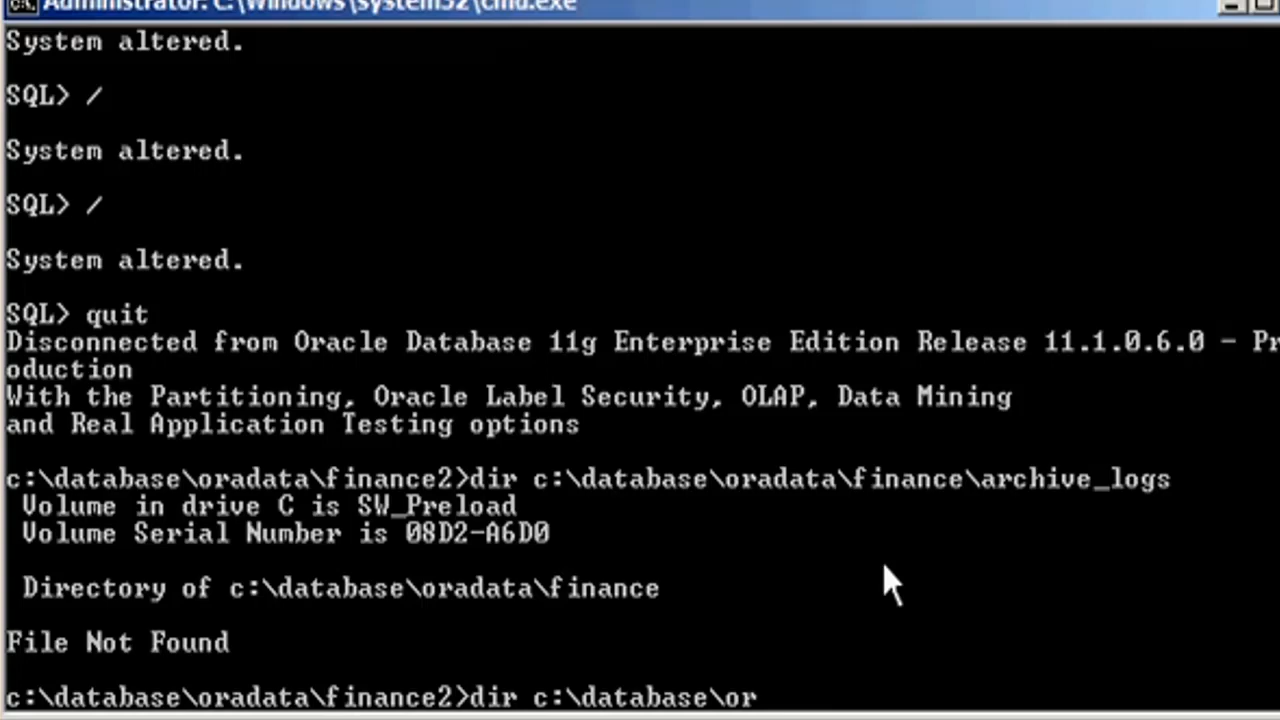 Administrator: C:\Windows\system32\cmd.exe
System altered.
SQL> /
System altered.
SQL> /
System altered.
SQL> quit
Disconnected from Oracle Database 11g Enterprise Edition Release 11.1.0.6.0 - Pr
oduction
With the Partitioning, Oracle Label Security, OLAP, Data Mining
and Real Application Testing options
c:\database\oradata\finance2>dir c:\database\oradata\finance\archive_logs
Volume in drive C is SW_Preload
Volume Serial Number is 08D2-A6D0
Directory of c:\database\oradata\finance
File Not Found
c:\database\oradata\finance2>dir c:\database\or